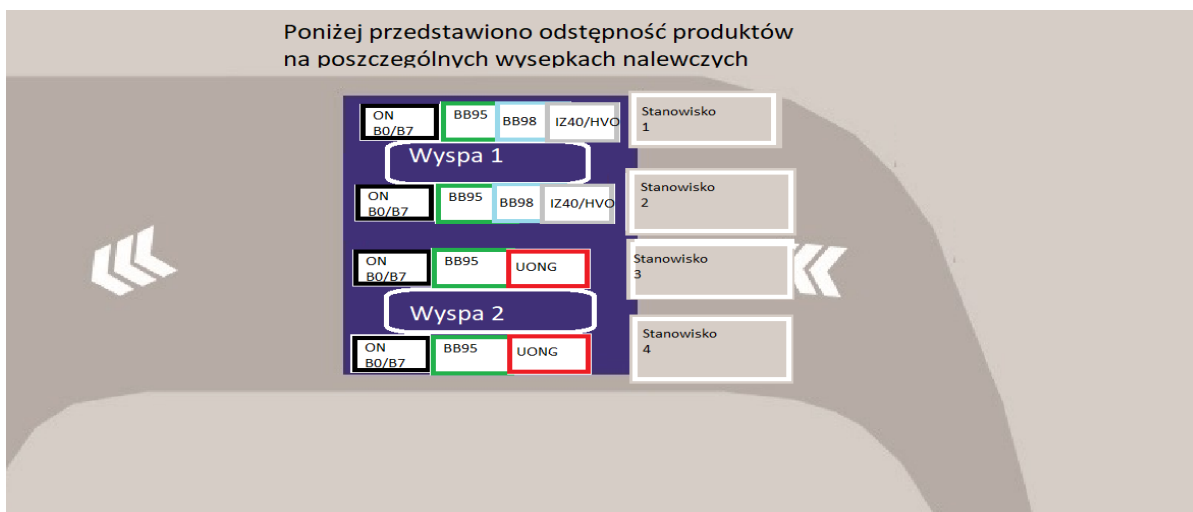 Poniżej przedstawiono odstępność produktów
na poszczególnych wysepkach nalewczych
ON
B0/B7
BB95
BB98
IZ40/HVO
Stanowisko
1
Wyspa 1
ON
B0/B7
BB95
BB98
IZ40/HVO
Stanowisko
2
ON
B0/B7
BB95
UONG
Stanowisko
3
Wyspa 2
ON
B0/B7
BB95
UONG
Stanowisko
4